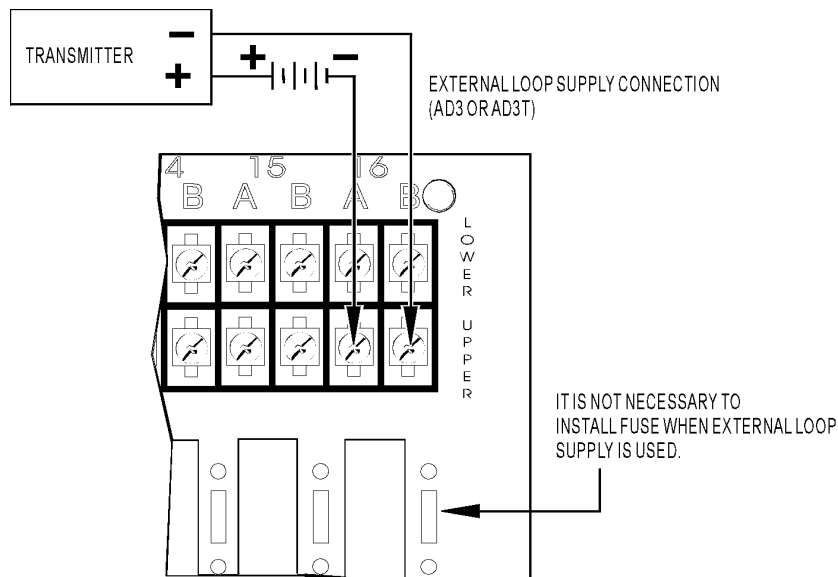 TRANSMITTER
−
+
+
−
EXTERNAL LOOP SUPPLY CONNECTION
(AD3 OR AD3T)
4 15 16
B A B A B
LOWER
UPPER
IT IS NOT NECESSARY TO
INSTALL FUSE WHEN EXTERNAL LOOP
SUPPLY IS USED.